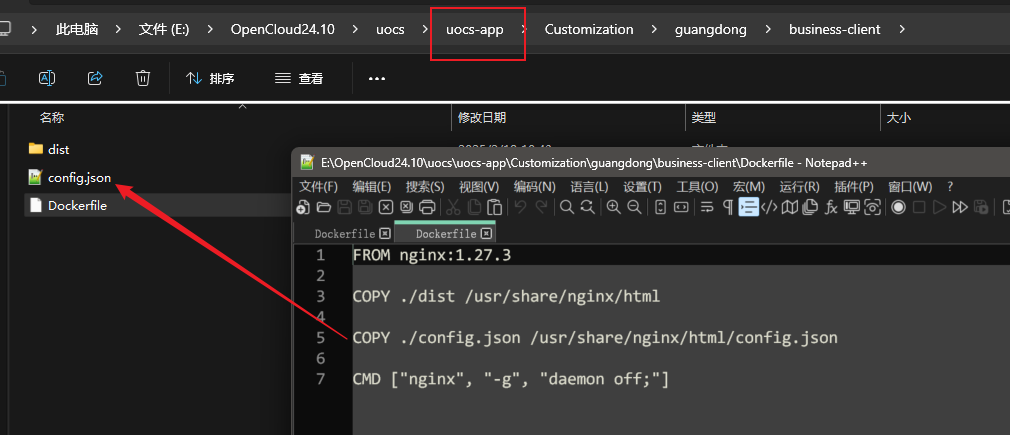 此电脑 > 文件 (E:) > OpenCloud24.10 > uocs > uocs-app > Customization > guangdong > business-client >
排序 查看
名称 修改日期 类型 大小
dist
config.json
Dockerfile
E:\OpenCloud24.10\uocs\uocs-app\Customization\guangdong\business-client\Dockerfile - Notepad++
文件(F) 编辑(E) 搜索(S) 视图(V) 编码(N) 语言(L) 设置(T) 工具(O) 宏(M) 运行(R) 插件(P) 窗口(W) ?
Dockerfile Dockerfile
1 FROM nginx:1.27.3
2
3 COPY ./dist /usr/share/nginx/html
4
5 COPY ./config.json /usr/share/nginx/html/config.json
6
7 CMD ["nginx", "-g", "daemon off;"]